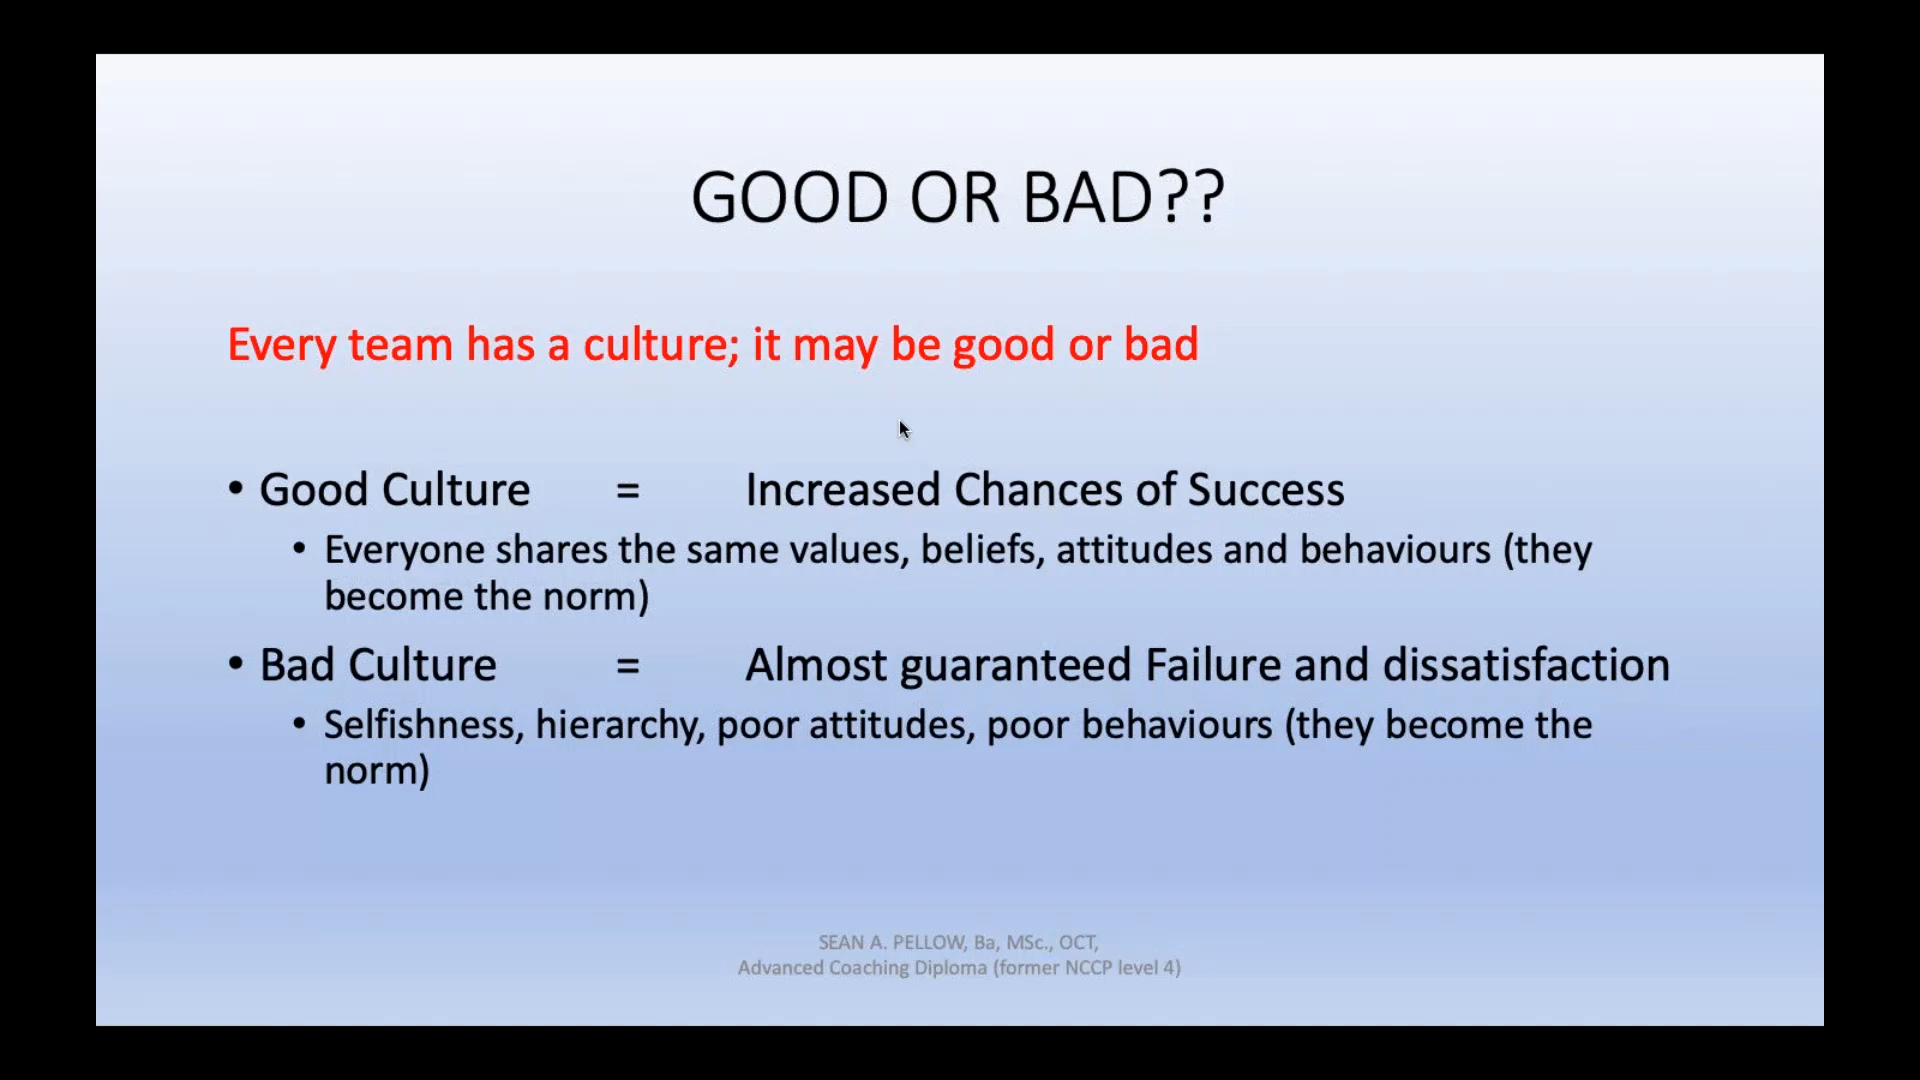 GOOD OR BAD??
Every team has a culture; it may be good or bad
• Good Culture = Increased Chances of Success
• Everyone shares the same values, beliefs, attitudes and behaviours (they
become the norm)
• Bad Culture = Almost guaranteed Failure and dissatisfaction
• Selfishness, hierarchy, poor attitudes, poor behaviours (they become the
norm)
SEAN A. PELLOW, Ba, MSc., OCT,
Advanced Coaching Diploma (former NCCP level 4)